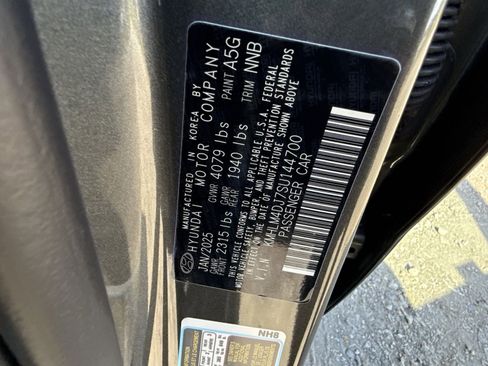 MANUFACTURED IN KOREA BY
HYUNDAI MOTOR COMPANY
JAN/2025 GVWR 4079 lbs PAINT A5G
GAWR FRONT 2315 lbs GAWR REAR 1940 lbs TRIM NNB
THIS VEHICLE CONFORMS TO ALL APPLICABLE U.S.A. FEDERAL
MOTOR VEHICLE SAFETY, BUMPER, AND THEFT PREVENTION STANDARDS
IN EFFECT ON THE DATE OF MANUFACTURE SHOWN ABOVE
V.I.N KMHLM4DJ7SU144700
PASSENGER CAR
NH8